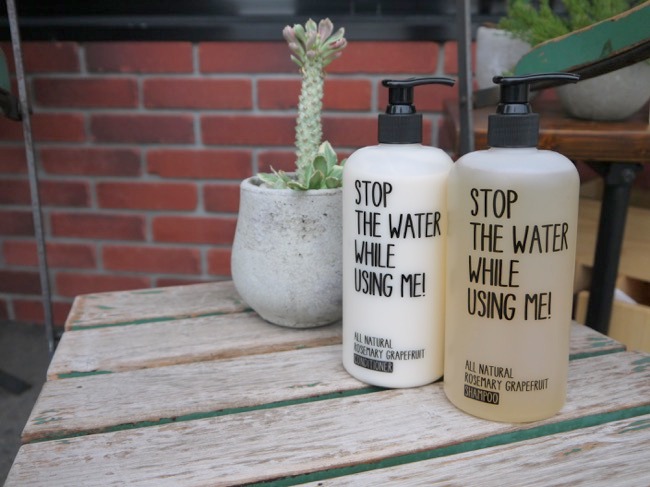 STOP
THE WATER
WHILE
USING ME!
ALL NATURAL
ROSEMARY GRAPEFRUIT
CONDITIONER
STOP
THE WATER
WHILE
USING ME!
ALL NATURAL
ROSEMARY GRAPEFRUIT
SHAMPOO